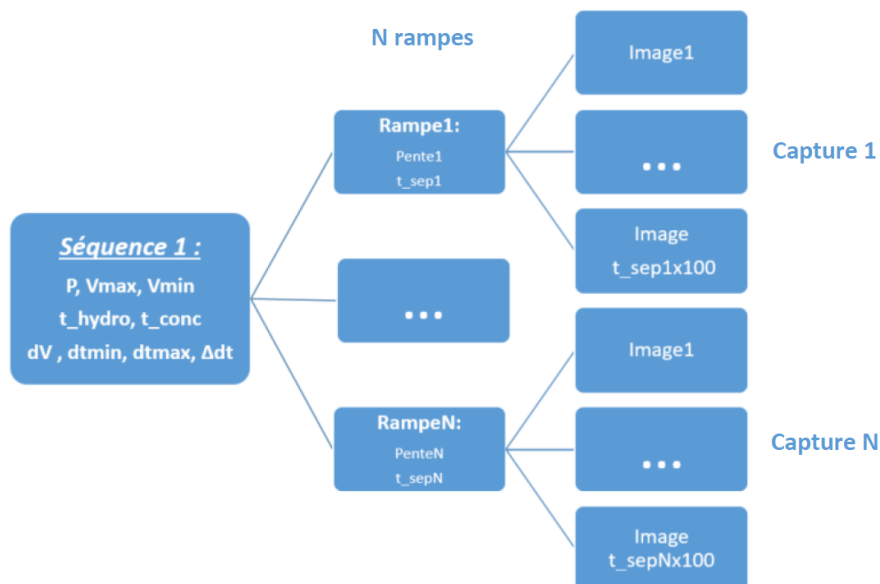 N rampes
Séquence 1 :
P, Vmax, Vmin
t_hydro, t_conc
dV , dtmin, dtmax, Δdt
Rampe1:
Pente1
t_sep1
...
RampeN:
PenteN
t_sepN
Image1
...
Image
t_sep1x100
Capture 1
Image1
...
Image
t_sepNx100
Capture N